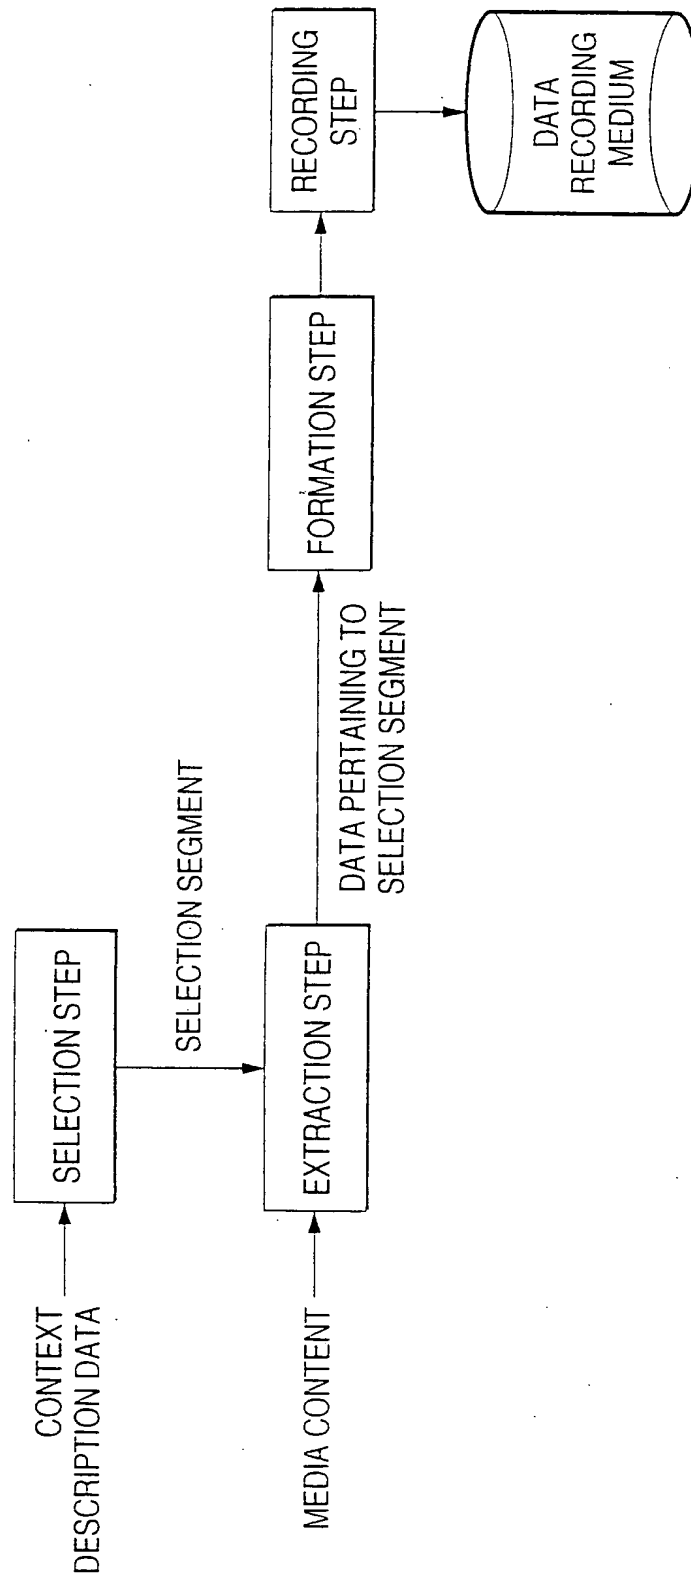 CONTEXT
DESCRIPTION DATA
SELECTION STEP
SELECTION SEGMENT
MEDIA CONTENT
EXTRACTION STEP
DATA PERTAINING TO
SELECTION SEGMENT
FORMATION STEP
RECORDING
STEP
DATA
RECORDING
MEDIUM